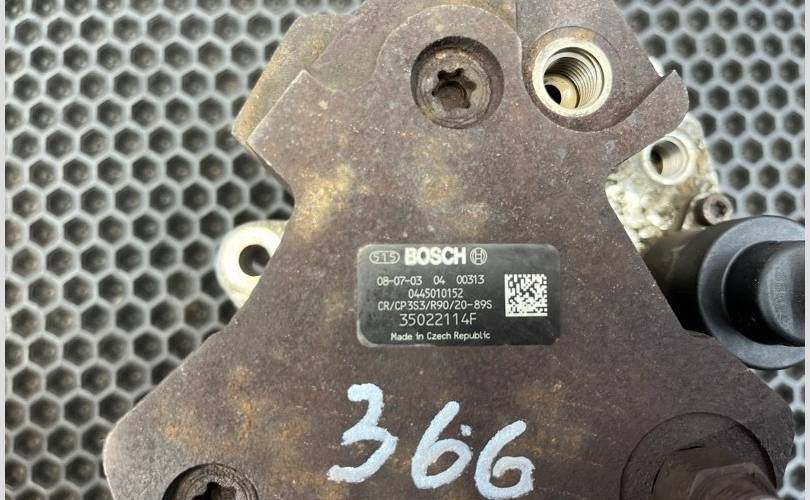 515 BOSCH
08-07-03 04 00313
0445010152
CR/CP3S3/R90/20-89S
35022114F
Made in Czech Republic
366